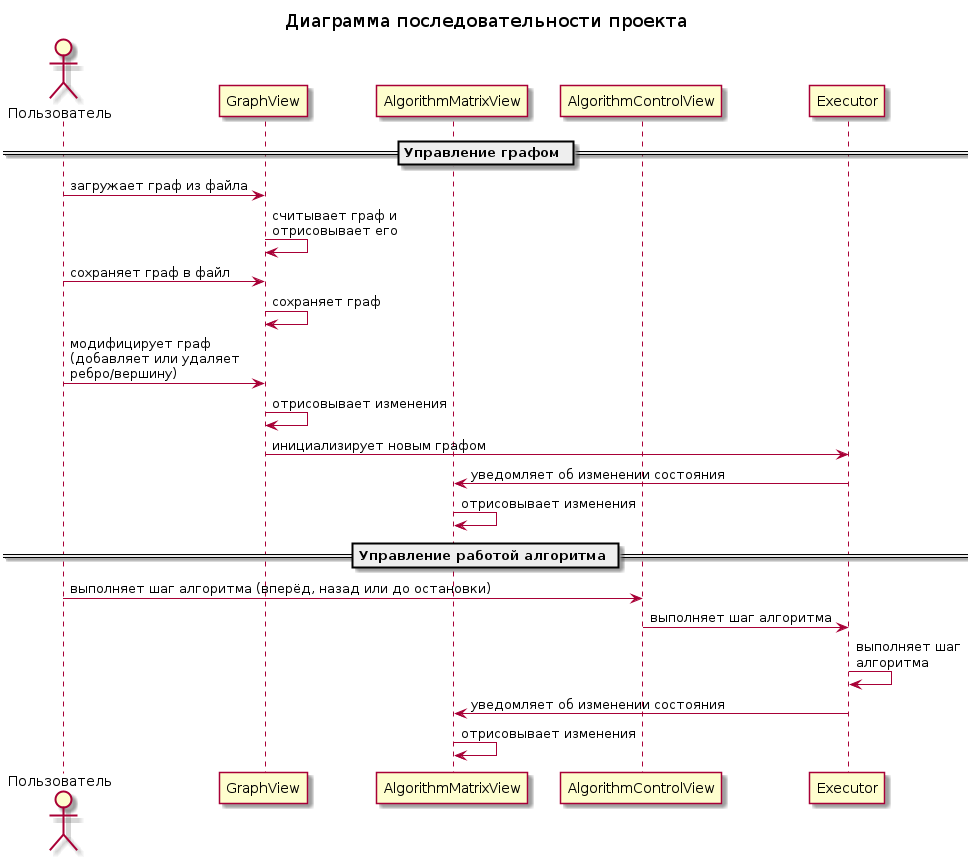 Диаграмма последовательности проекта
Пользователь
GraphView
AlgorithmMatrixView
AlgorithmControlView
Executor
Управление графом
загружает граф из файла
считывает граф и
отрисовывает его
сохраняет граф в файл
сохраняет граф
модифицирует граф
(добавляет или удаляет
ребро/вершину)
отрисовывает изменения
инициализирует новым графом
уведомляет об изменении состояния
отрисовывает изменения
Управление работой алгоритма
выполняет шаг алгоритма (вперёд, назад или до остановки)
выполняет шаг алгоритма
выполняет шаг
алгоритма
уведомляет об изменении состояния
отрисовывает изменения
Пользователь
GraphView
AlgorithmMatrixView
AlgorithmControlView
Executor